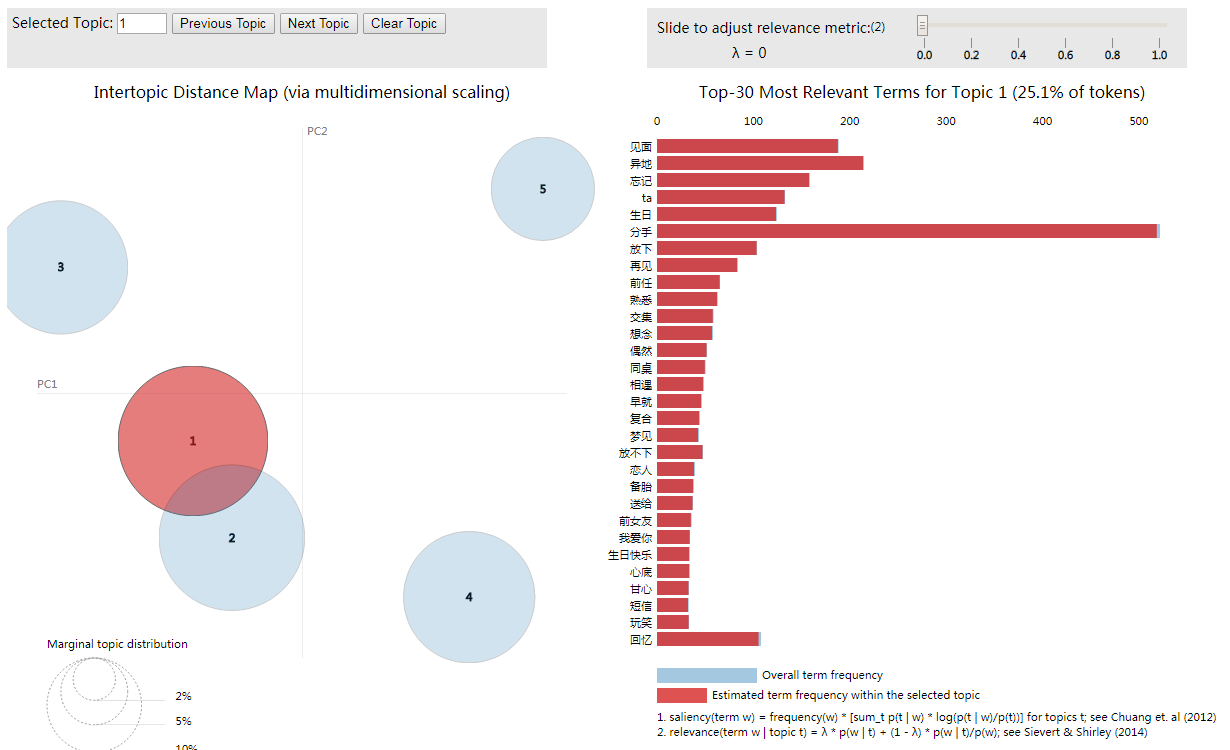 Selected Topic: 1 Previous Topic Next Topic Clear Topic
Slide to adjust relevance metric:(2)
λ = 0
0.0 0.2 0.4 0.6 0.8 1.0
Intertopic Distance Map (via multidimensional scaling)
PC2
PC1
5
3
1
2
4
Marginal topic distribution
2%
5%
10%
Top-30 Most Relevant Terms for Topic 1 (25.1% of tokens)
0 100 200 300 400 500
见面
异地
忘记
ta
生日
分手
放下
再见
前任
熟悉
交集
想念
偶然
同桌
相遇
早就
复合
梦见
放不下
恋人
备胎
送给
前女友
我爱你
生日快乐
心底
甘心
短信
玩笑
回忆
Overall term frequency
Estimated term frequency within the selected topic
1. saliency(term w) = frequency(w) * [sum_t p(t | w) * log(p(t | w)/p(t))] for topics t; see Chuang et. al (2012)
2. relevance(term w | topic t) = λ * p(w | t) + (1 - λ) * p(w | t)/p(w); see Sievert & Shirley (2014)